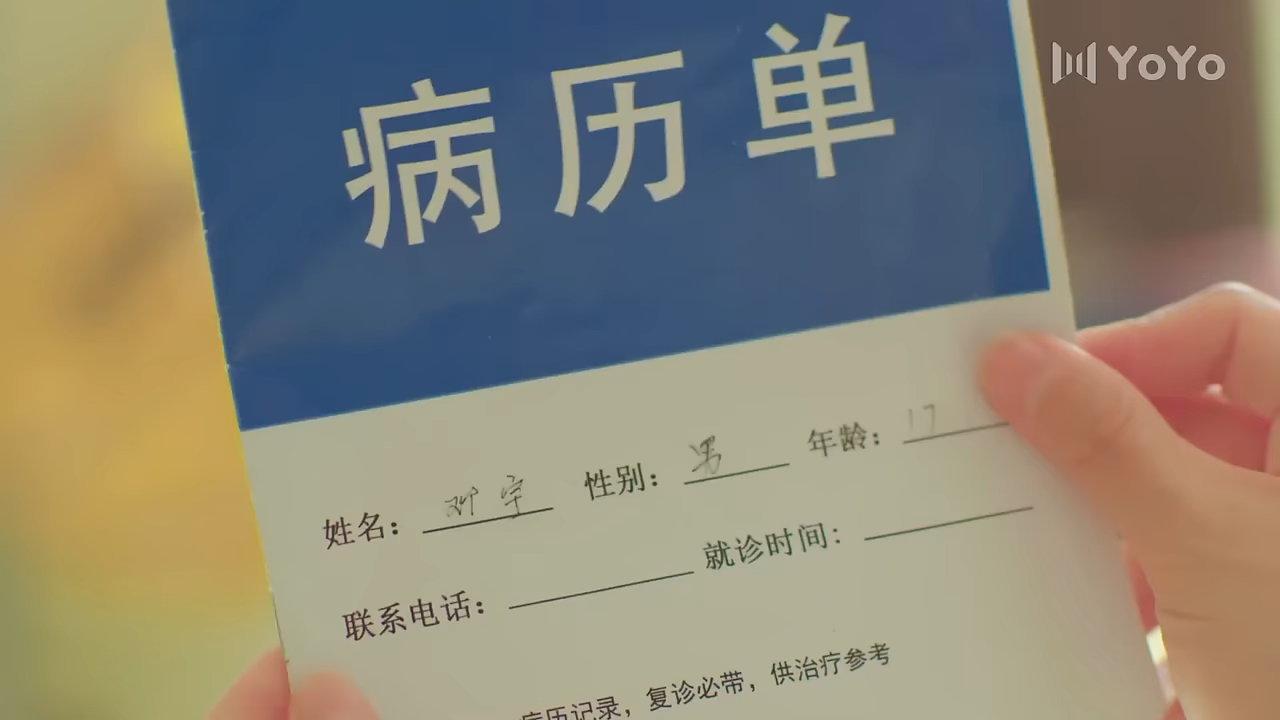 YoYo
病历单
姓名：邓宇 性别：男 年龄：17
联系电话： 就诊时间：
病历记录，复诊必带，供治疗参考